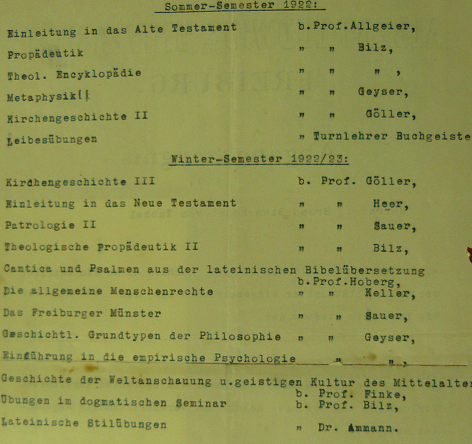 Sommer-Semester 1922:
Einleitung in das Alte Testament b.Prof.Allgeier,
Propädeutik " " Bilz,
Theol. Encyklopädie " " " ,
Metaphysik " " Geyser,
Kirchengeschichte II " " Göller,
Leibesübungen " Turnlehrer Buchgeiste
Winter-Semester 1922/23:
Kirdhengeschichte III b. Prof. Göller,
Einleitung in das Neue Testament " " Heer,
Patrologie II " " Sauer,
Theologische Propädeutik II " " Bilz,
Cantica und Psalmen aus der lateinischen Bibelübersetzung
b.Prof.Hoberg,
Die allgemeine Menschenrechte " " Keller,
Das Freiburger Münster " " Sauer,
Geschichtl. Grundtypen der Philosophie " " Geyser,
Einführung in die empirische Psychologie " " ,
Geschichte der Weltanschauung u.geistigen Kultur des Mittelalter
b. Prof. Finke,
Übungen im dogmatischen Seminar b. Prof. Bilz,
Lateinische Stilübungen " Dr. Ammann.